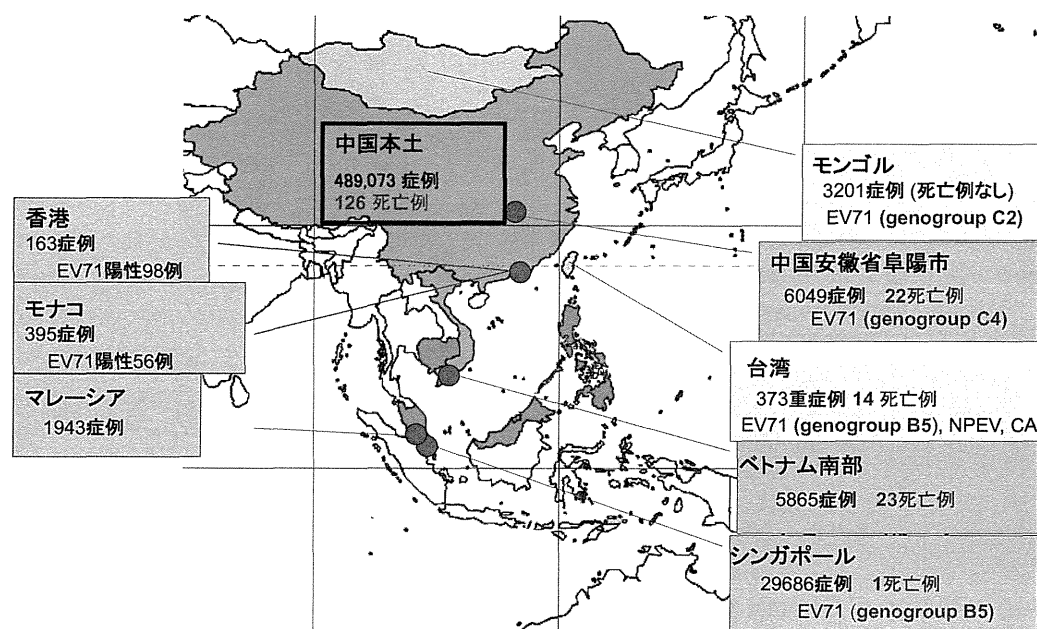 中国本土
489,073 症例
126 死亡例
モンゴル
3201症例 (死亡例なし)
EV71 (genogroup C2)
香港
163症例
EV71陽性98例
中国安徽省阜陽市
6049症例 22死亡例
EV71 (genogroup C4)
モナコ
395症例
EV71陽性56例
台湾
373重症例 14 死亡例
EV71 (genogroup B5), NPEV, CA
マレーシア
1943症例
ベトナム南部
5865症例 23死亡例
シンガポール
29686症例 1死亡例
EV71 (genogroup B5)